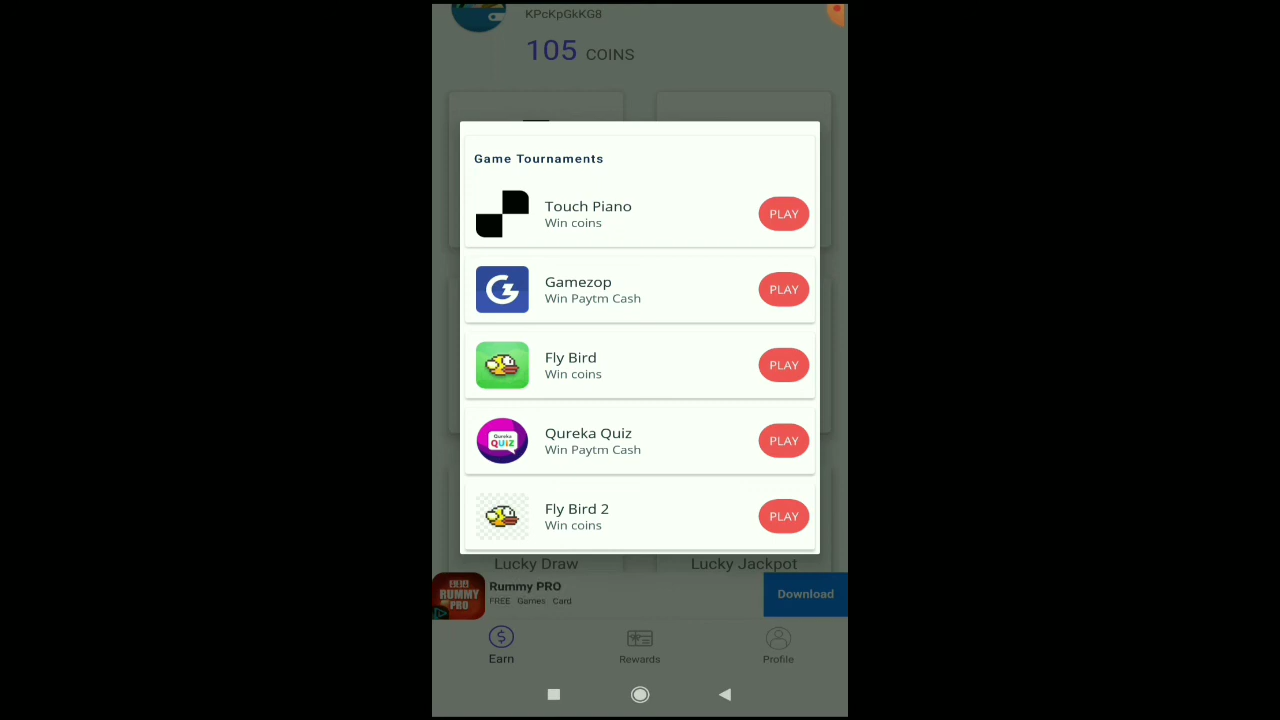 KPcKpGkKG8
105 COINS
Game Tournaments
Touch Piano
Win coins
PLAY
Gamezop
Win Paytm Cash
PLAY
Fly Bird
Win coins
PLAY
Qureka
QUIZ
Qureka Quiz
Win Paytm Cash
PLAY
Fly Bird 2
Win coins
PLAY
Lucky Draw
Lucky Jackpot
RUMMY
PRO
Rummy PRO
FREE Games Card
Download
Earn
Rewards
Profile